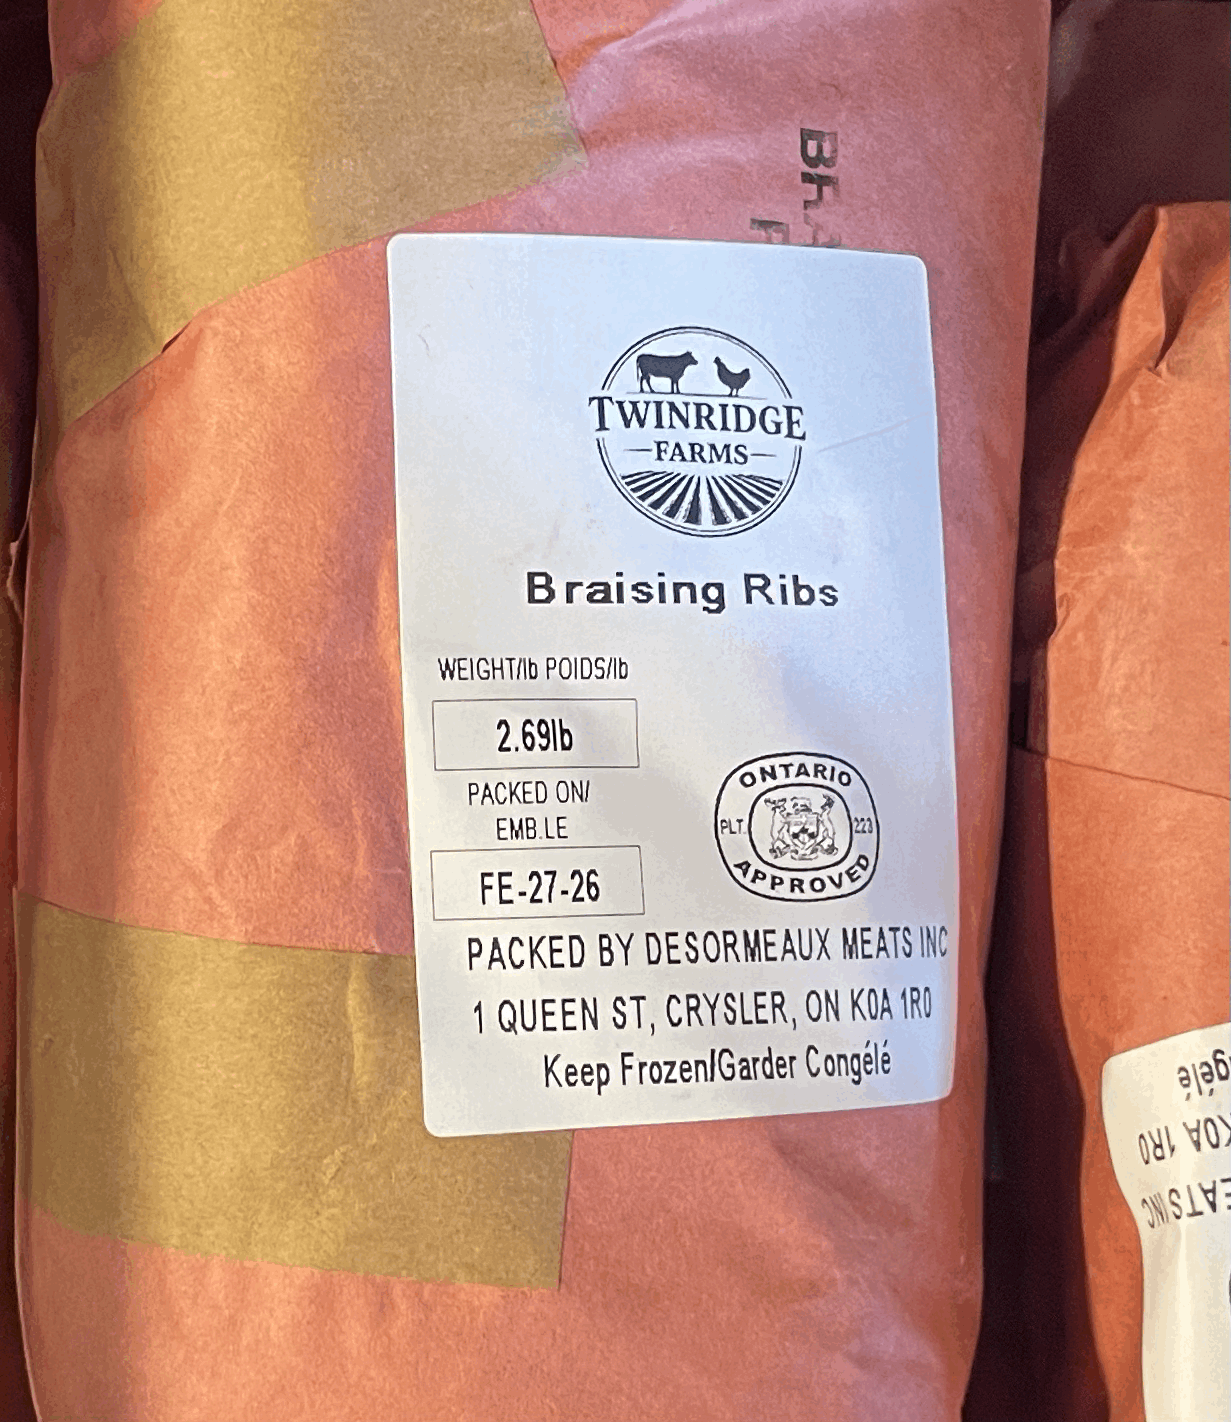 TWINRIDGE
FARMS
Braising Ribs
WEIGHT/lb POIDS/lb
2.69lb
PACKED ON/
EMB.LE
FE-27-26
ONTARIO
PLT. 223
APPROVED
PACKED BY DESORMEAUX MEATS INC
1 QUEEN ST, CRYSLER, ON K0A 1R0
Keep Frozen/Garder Congélé